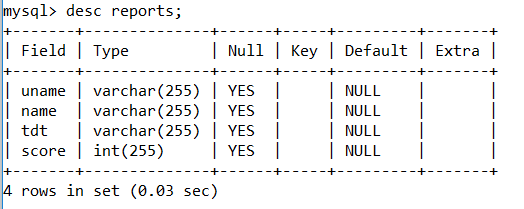 mysql> desc reports;
+-------+--------------+------+-----+---------+-------+
| Field | Type         | Null | Key | Default | Extra |
+-------+--------------+------+-----+---------+-------+
| uname | varchar(255) | YES  |     | NULL    |       |
| name  | varchar(255) | YES  |     | NULL    |       |
| tdt   | varchar(255) | YES  |     | NULL    |       |
| score | int(255)     | YES  |     | NULL    |       |
+-------+--------------+------+-----+---------+-------+
4 rows in set (0.03 sec)